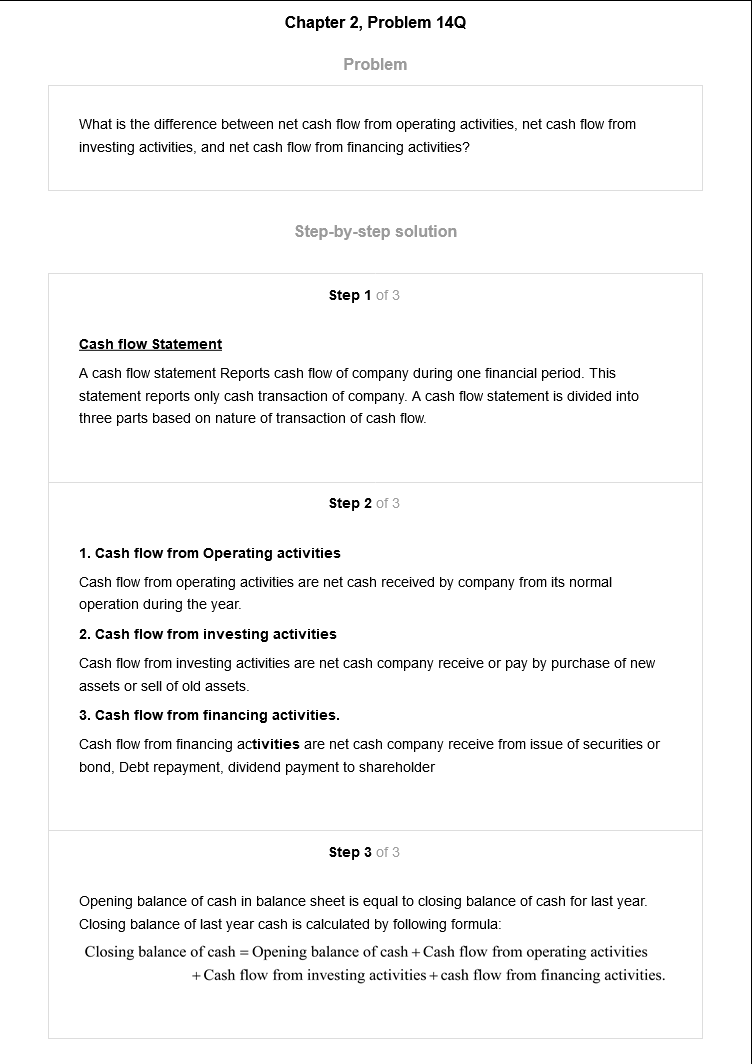 Chapter 2, Problem 14Q
Problem
What is the difference between net cash flow from operating activities, net cash flow from
investing activities, and net cash flow from financing activities?
Step-by-step solution
Step 1 of 3
Cash flow Statement
A cash flow statement Reports cash flow of company during one financial period. This
statement reports only cash transaction of company. A cash flow statement is divided into
three parts based on nature of transaction of cash flow.
Step 2 of 3
1. Cash flow from Operating activities
Cash flow from operating activities are net cash received by company from its normal
operation during the year.
2. Cash flow from investing activities
Cash flow from investing activities are net cash company receive or pay by purchase of new
assets or sell of old assets.
3. Cash flow from financing activities.
Cash flow from financing activities are net cash company receive from issue of securities or
bond, Debt repayment, dividend payment to shareholder
Step 3 of 3
Opening balance of cash in balance sheet is equal to closing balance of cash for last year.
Closing balance of last year cash is calculated by following formula:
Closing balance of cash = Opening balance of cash + Cash flow from operating activities
+ Cash flow from investing activities + cash flow from financing activities.